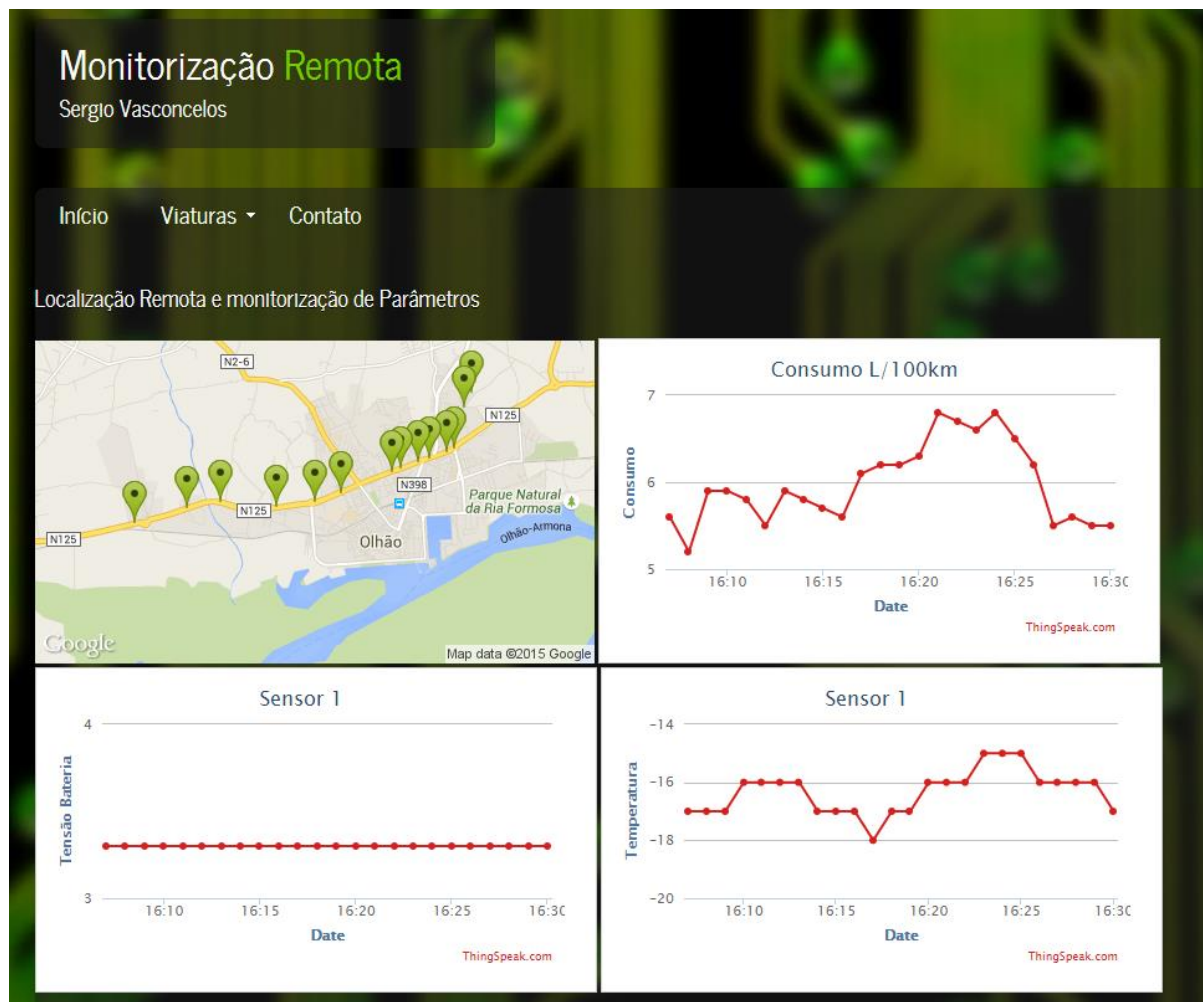 Monitorização Remota
Sergio Vasconcelos
Início Viaturas Contato
Localização Remota e monitorização de Parâmetros
N2-6
N125
N398
Parque Natural
da Ria Formosa
N125
Olhão-Armona
N125
Olhão
Google
Map data ©2015 Google
Consumo L/100km
7
6
5
Consumo
16:10 16:15 16:20 16:25 16:30
Date
ThingSpeak.com
Sensor 1
4
3
Tensão Bateria
16:10 16:15 16:20 16:25 16:30
Date
ThingSpeak.com
Sensor 1
-14
-16
-18
-20
Temperatura
16:10 16:15 16:20 16:25 16:30
Date
ThingSpeak.com